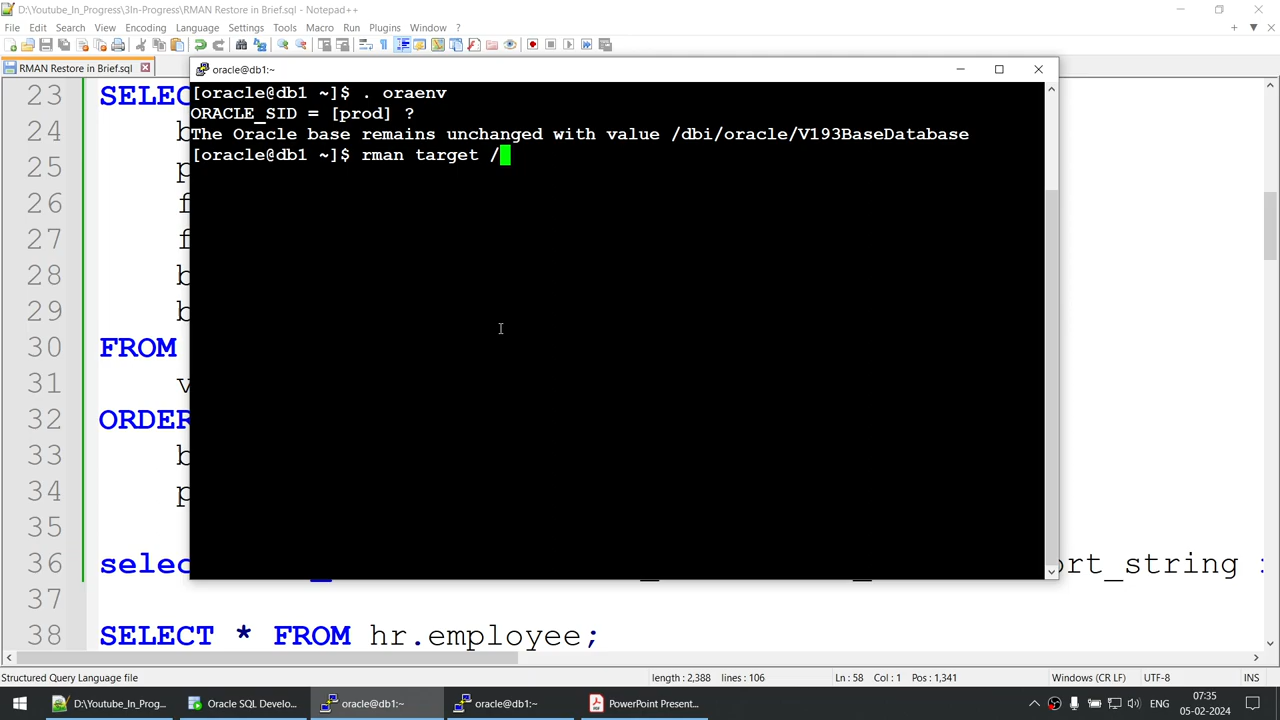 D:\Youtube_In_Progress\3In-Progress\RMAN Restore in Brief.sql - Notepad++
File Edit Search View Encoding Language Settings Tools Macro Run Plugins Window ?
RMAN Restore in Brief.sql
oracle@db1:~
[oracle@db1 ~]$ . oraenv
ORACLE_SID = [prod] ?
The Oracle base remains unchanged with value /dbi/oracle/V193BaseDatabase
[oracle@db1 ~]$ rman target /
23 SELEC
24 b
25 p
26 f
27 f
28 b
29 b
30 FROM
31 v
32 ORDER
33 b
34 p
35
36 selec ort_string :
37
38 SELECT * FROM hr.employee;
Structured Query Language file length : 2,388 lines : 106 Ln : 58 Col : 1 Pos : 1,341 Windows (CR LF) UTF-8 INS
D:\Youtube_In_Prog... Oracle SQL Develo... oracle@db1:~ oracle@db1:~ PowerPoint Present... ENG 07:35
05-02-2024